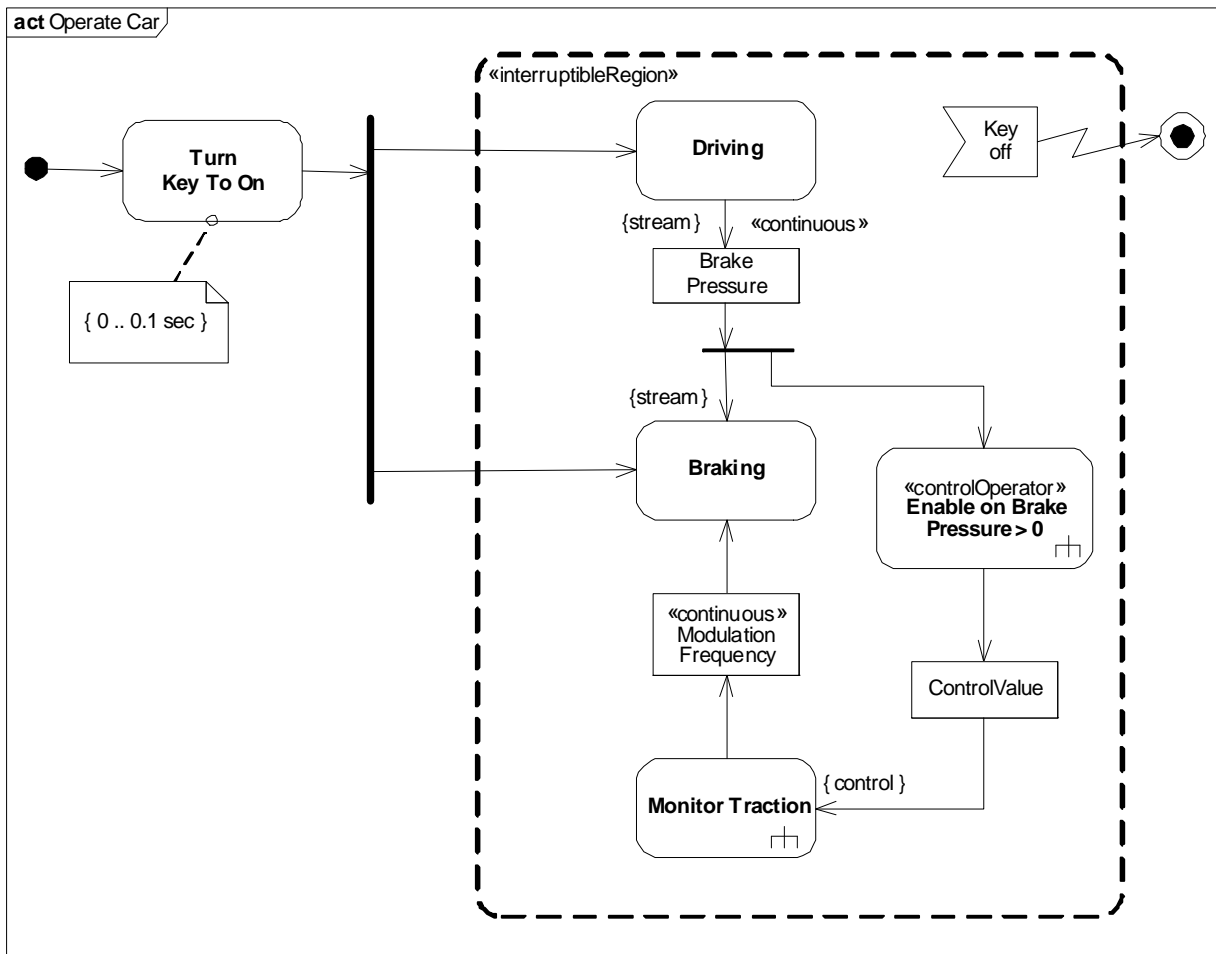 act Operate Car
«interruptibleRegion»
Turn
Key To On
{ 0 .. 0.1 sec }
Driving
Key
off
{stream} «continuous»
Brake
Pressure
{stream}
Braking
«controlOperator»
Enable on Brake
Pressure > 0
«continuous»
Modulation
Frequency
ControlValue
{ control }
Monitor Traction